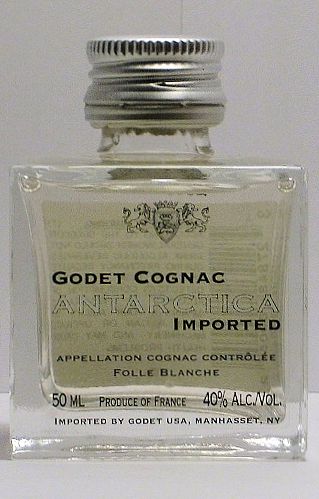 GODET COGNAC
ANTARCTICA
IMPORTED
APPELLATION COGNAC CONTRÔLÉE
FOLLE BLANCHE
50 ML PRODUCE OF FRANCE 40% ALC./VOL.
IMPORTED BY GODET USA, MANHASSET, NY